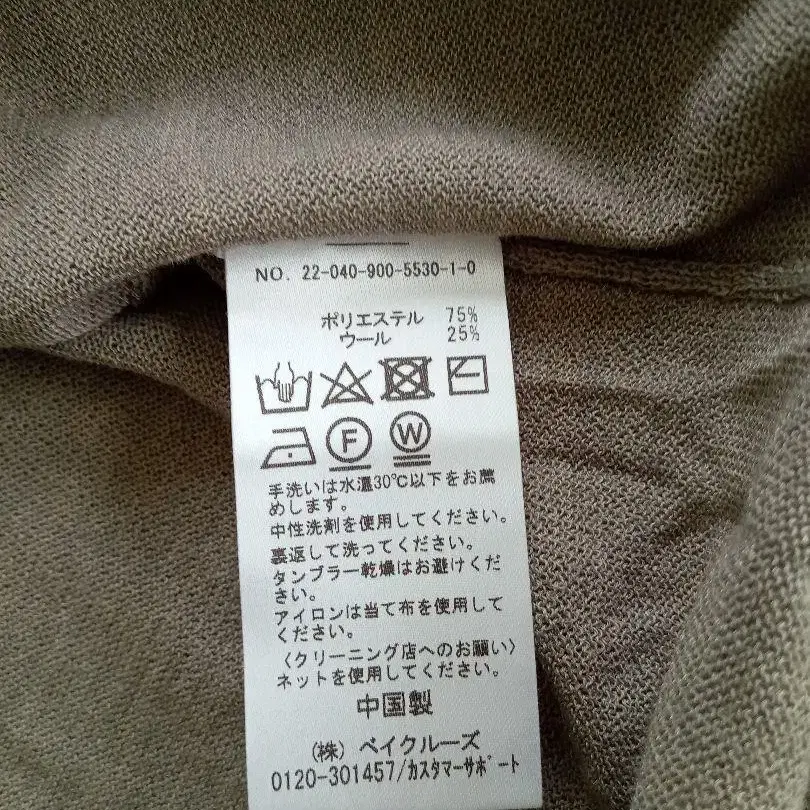 NO. 22-040-900-5530-1-0
ポリエステル 75%
ウール 25%
F W
手洗いは水温30℃以下をお薦
めします。
中性洗剤を使用してください。
裏返して洗ってください。
タンブラー乾燥はお避けくだ
さい。
アイロンは当て布を使用して
ください。
〈クリーニング店へのお願い〉
ネットを使用してください。
中国製
(株) ベイクルーズ
0120-301457/カスタマーサポート